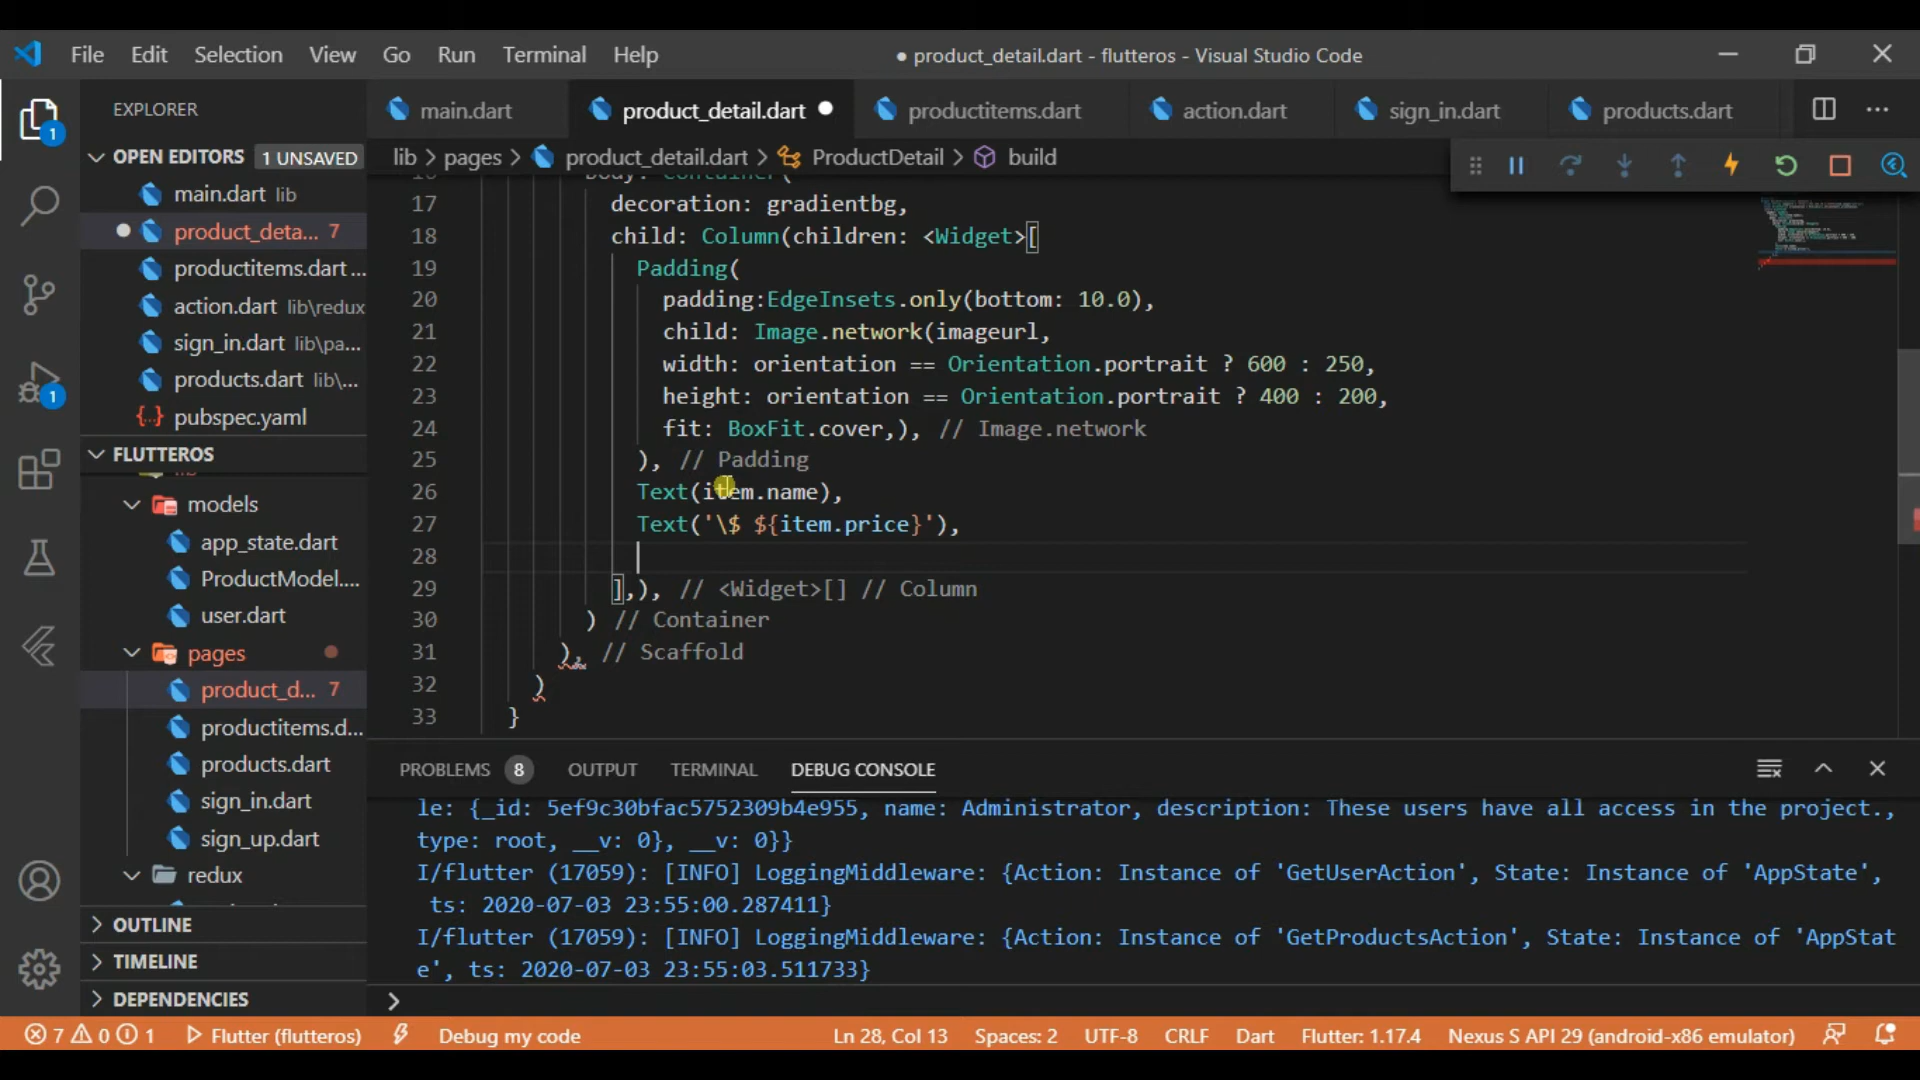 File Edit Selection View Go Run Terminal Help
● product_detail.dart - flutteros - Visual Studio Code
EXPLORER
main.dart
product_detail.dart
productitems.dart
action.dart
sign_in.dart
products.dart
OPEN EDITORS 1 UNSAVED
main.dart lib
product_deta... 7
productitems.dart ...
action.dart lib\redux
sign_in.dart lib\pa...
products.dart lib\...
pubspec.yaml
FLUTTEROS
models
app_state.dart
ProductModel....
user.dart
pages
product_d... 7
productitems.d...
products.dart
sign_in.dart
sign_up.dart
redux
OUTLINE
TIMELINE
DEPENDENCIES
1
1
lib > pages > product_detail.dart > ProductDetail > build
16 body: Container(
17 decoration: gradientbg,
18 child: Column(children: <Widget>[
19 Padding(
20 padding:EdgeInsets.only(bottom: 10.0),
21 child: Image.network(imageurl,
22 width: orientation == Orientation.portrait ? 600 : 250,
23 height: orientation == Orientation.portrait ? 400 : 200,
24 fit: BoxFit.cover,), // Image.network
25 ), // Padding
26 Text(item.name),
27 Text('\$ ${item.price}'),
28
29 ],), // <Widget>[] // Column
30 ) // Container
31 ), // Scaffold
32 )
33 }
PROBLEMS 8 OUTPUT TERMINAL DEBUG CONSOLE
le: {_id: 5ef9c30bfac5752309b4e955, name: Administrator, description: These users have all access in the project.,
type: root, __v: 0}, __v: 0}}
I/flutter (17059): [INFO] LoggingMiddleware: {Action: Instance of 'GetUserAction', State: Instance of 'AppState',
ts: 2020-07-03 23:55:00.287411}
I/flutter (17059): [INFO] LoggingMiddleware: {Action: Instance of 'GetProductsAction', State: Instance of 'AppStat
e', ts: 2020-07-03 23:55:03.511733}
>
7 0 1 Flutter (flutteros) Debug my code Ln 28, Col 13 Spaces: 2 UTF-8 CRLF Dart Flutter: 1.17.4 Nexus S API 29 (android-x86 emulator)